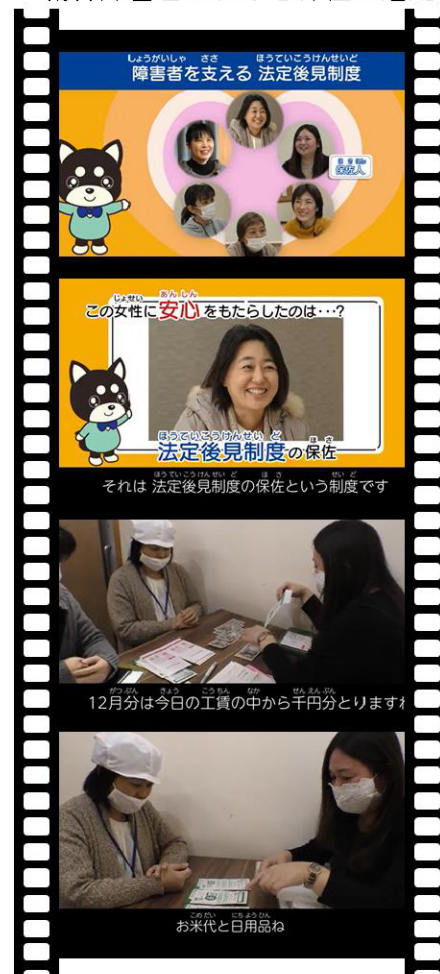 しょうがいしゃ ささ ほうていこうけんせいど
障害者を支える 法定後見制度
ほさにん
保佐人
じょせい あんしん
この女性に安心をもたらしたのは…?
ほうていこうけんせいど ほさ
法定後見制度の保佐
ほうていこうけんせいど ほさ せいど
それは 法定後見制度の保佐という制度です
がつぶん きょう こうちん なか せんえんぶん
12月分は今日の工賃の中から千円分とりますね
こめだい にちようひん
お米代と日用品ね